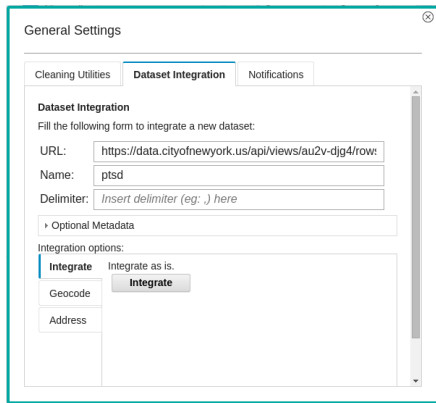 General Settings
Cleaning Utilities Dataset Integration Notifications
Dataset Integration
Fill the following form to integrate a new dataset:
URL: https://data.cityofnewyork.us/api/views/au2v-djg4/rows
Name: ptsd
Delimiter: Insert delimiter (eg: ,) here
Optional Metadata
Integration options:
Integrate Integrate as is.
Integrate
Geocode
Address